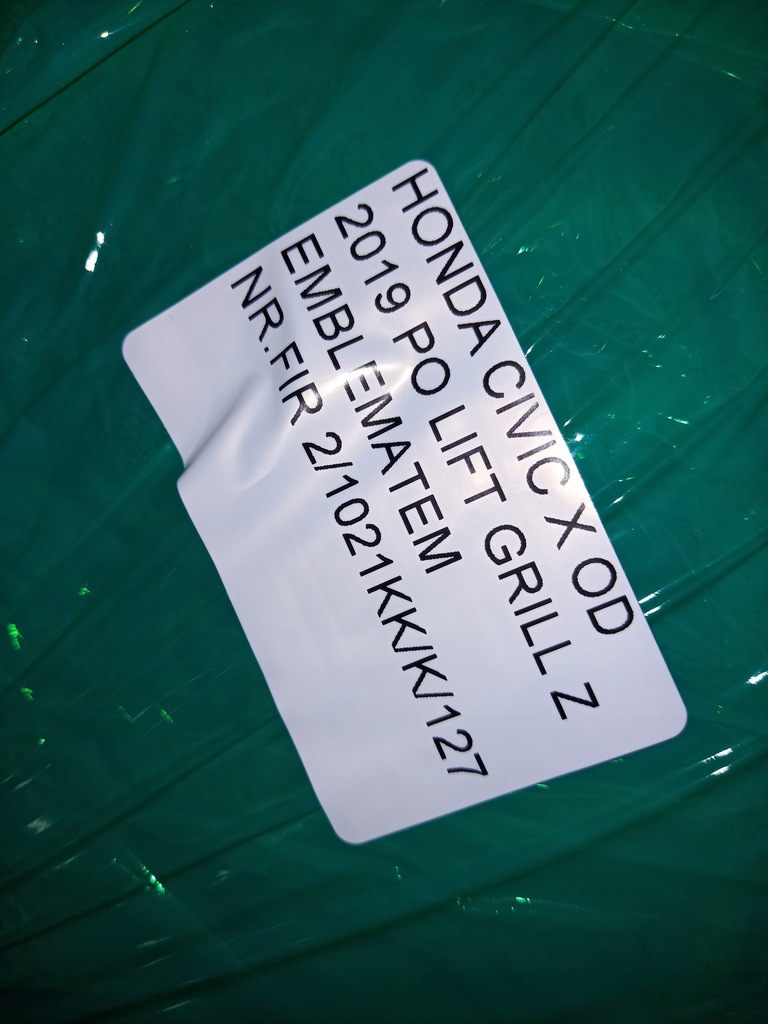 HONDA CIVIC X OD
2019 PO LIFT GRILL Z
EMBLEMATEM
NR.FIR 2/1021KK/K/127